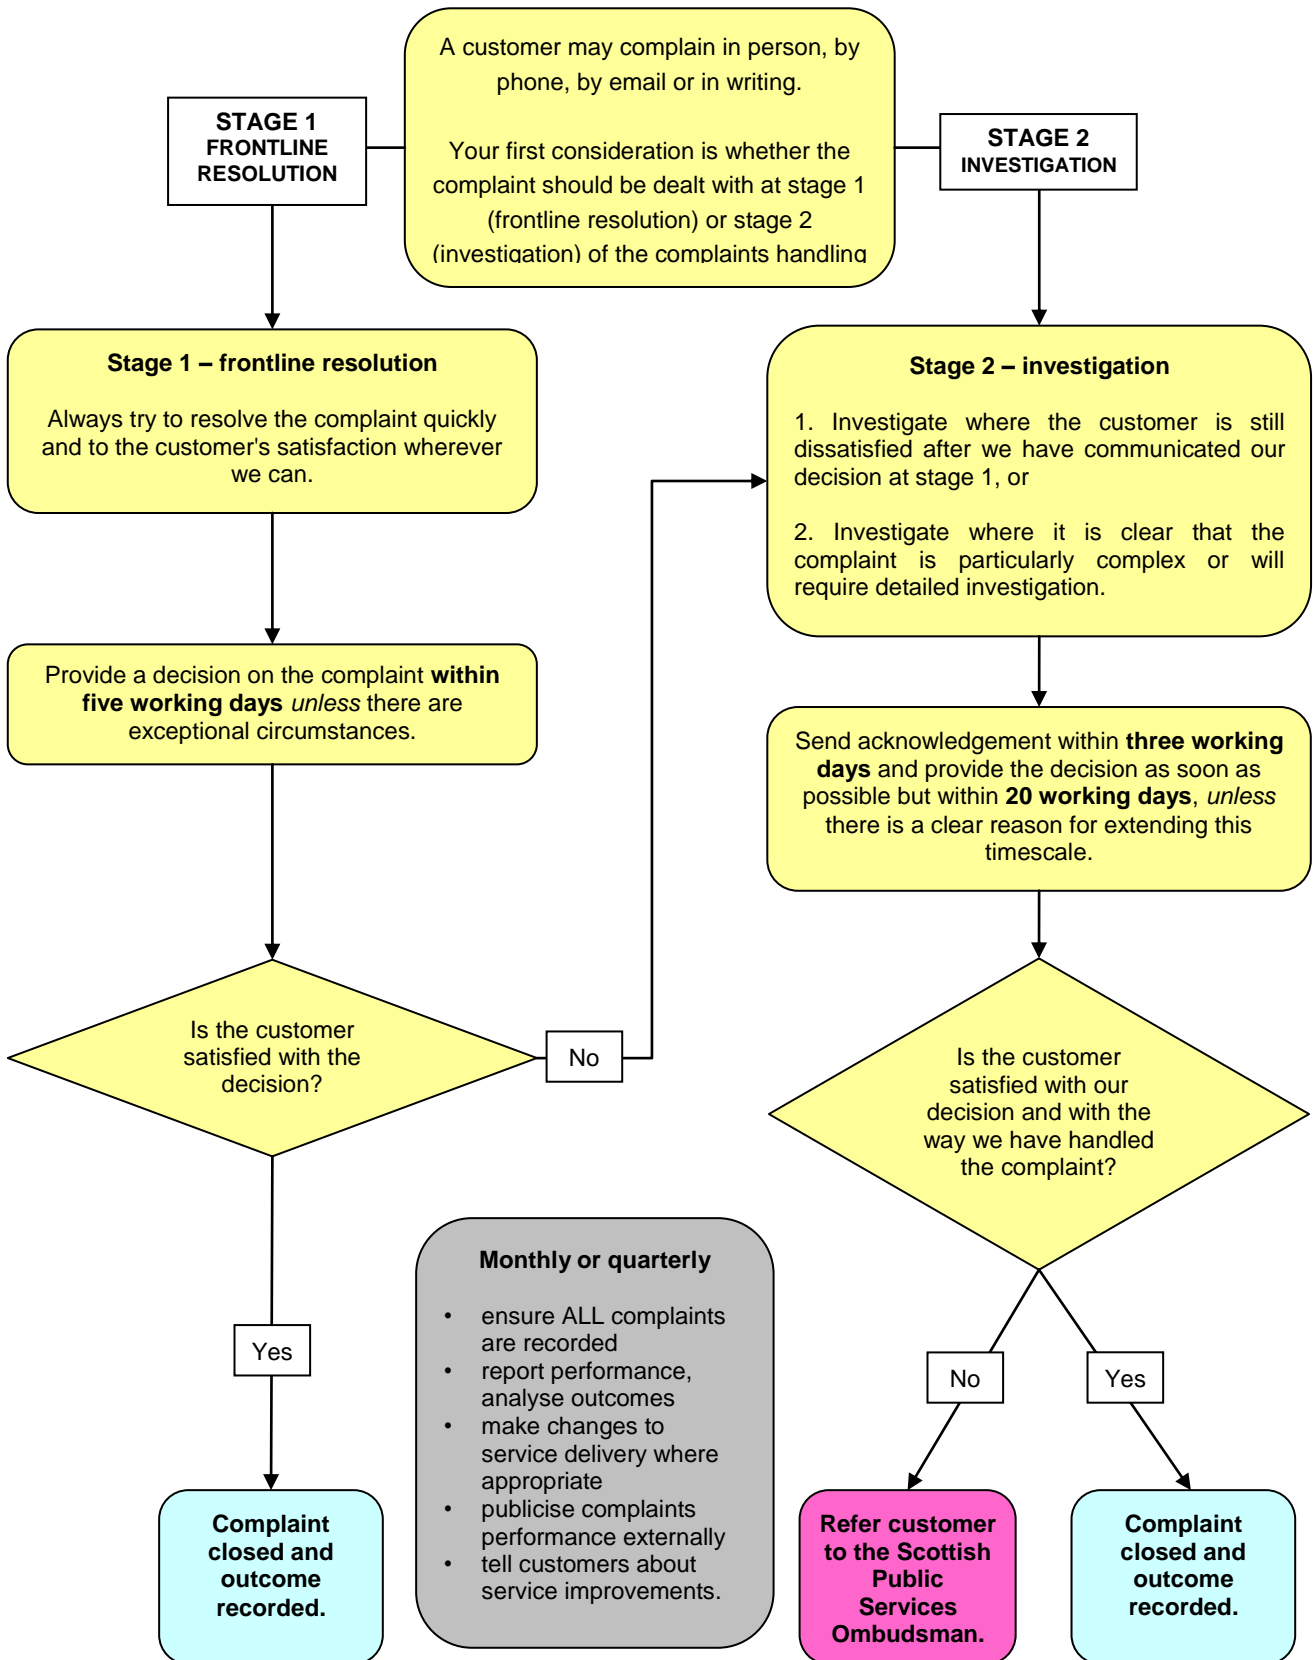 A customer may complain in person, by
phone, by email or in writing.
Your first consideration is whether the
complaint should be dealt with at stage 1
(frontline resolution) or stage 2
(investigation) of the complaints handling
STAGE 1
FRONTLINE
RESOLUTION
STAGE 2
INVESTIGATION
Stage 1 – frontline resolution
Always try to resolve the complaint quickly
and to the customer's satisfaction wherever
we can.
Provide a decision on the complaint within
five working days unless there are
exceptional circumstances.
Is the customer
satisfied with the
decision?
No
Yes
Complaint
closed and
outcome
recorded.
Stage 2 – investigation
1. Investigate where the customer is still
dissatisfied after we have communicated our
decision at stage 1, or
2. Investigate where it is clear that the
complaint is particularly complex or will
require detailed investigation.
Send acknowledgement within three working
days and provide the decision as soon as
possible but within 20 working days, unless
there is a clear reason for extending this
timescale.
Is the customer
satisfied with our
decision and with the
way we have handled
the complaint?
No
Yes
Refer customer
to the Scottish
Public
Services
Ombudsman.
Complaint
closed and
outcome
recorded.
Monthly or quarterly
• ensure ALL complaints
are recorded
• report performance,
analyse outcomes
• make changes to
service delivery where
appropriate
• publicise complaints
performance externally
• tell customers about
service improvements.